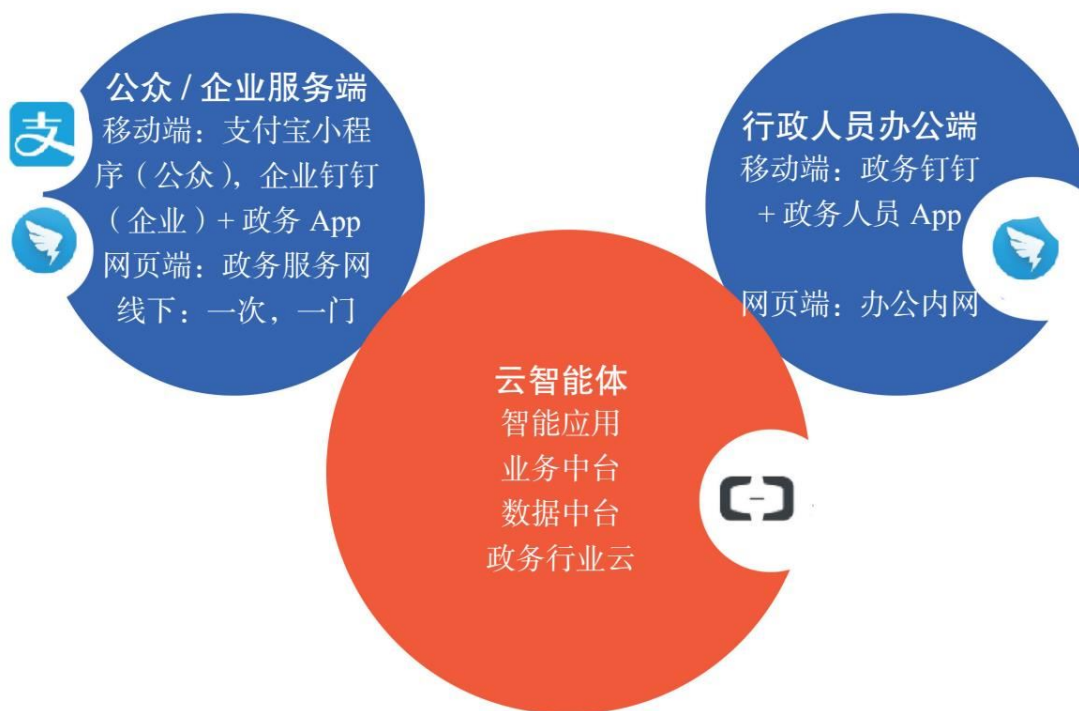 公众 / 企业服务端
移动端：支付宝小程
序（公众），企业钉钉
（企业）+ 政务 App
网页端：政务服务网
线下：一次，一门
行政人员办公端
移动端：政务钉钉
+ 政务人员 App
网页端：办公内网
云智能体
智能应用
业务中台
数据中台
政务行业云
支